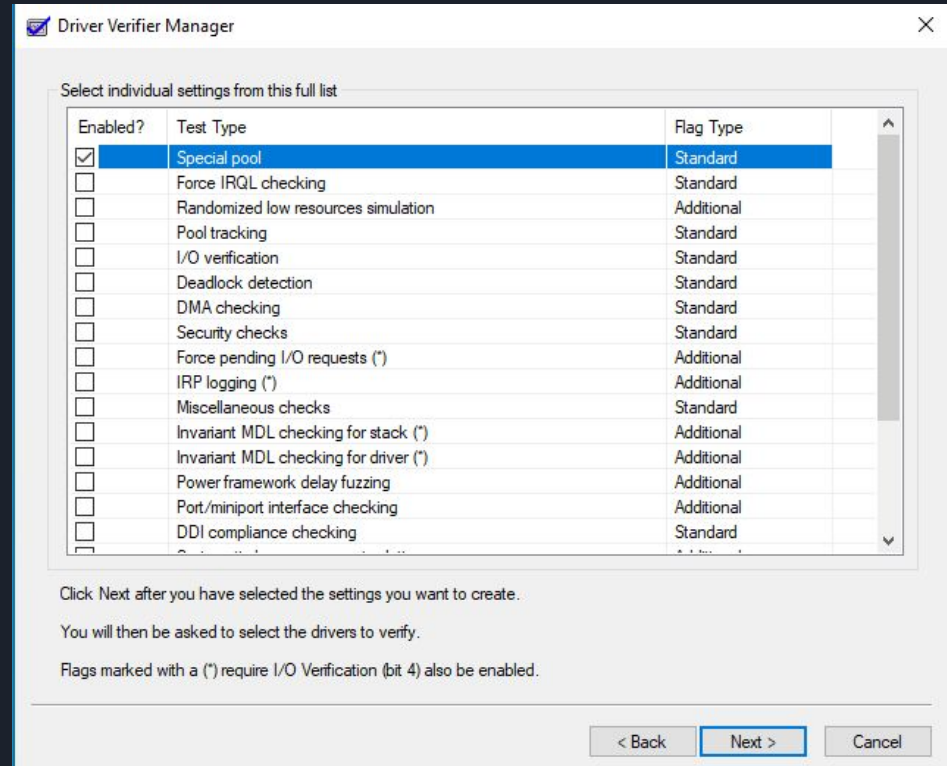 Driver Verifier Manager
Select individual settings from this full list
Enabled? Test Type Flag Type
Special pool Standard
Force IRQL checking Standard
Randomized low resources simulation Additional
Pool tracking Standard
I/O verification Standard
Deadlock detection Standard
DMA checking Standard
Security checks Standard
Force pending I/O requests (*) Additional
IRP logging (*) Additional
Miscellaneous checks Standard
Invariant MDL checking for stack (*) Additional
Invariant MDL checking for driver (*) Additional
Power framework delay fuzzing Additional
Port/miniport interface checking Additional
DDI compliance checking Standard
Click Next after you have selected the settings you want to create.
You will then be asked to select the drivers to verify.
Flags marked with a (*) require I/O Verification (bit 4) also be enabled.
< Back Next > Cancel